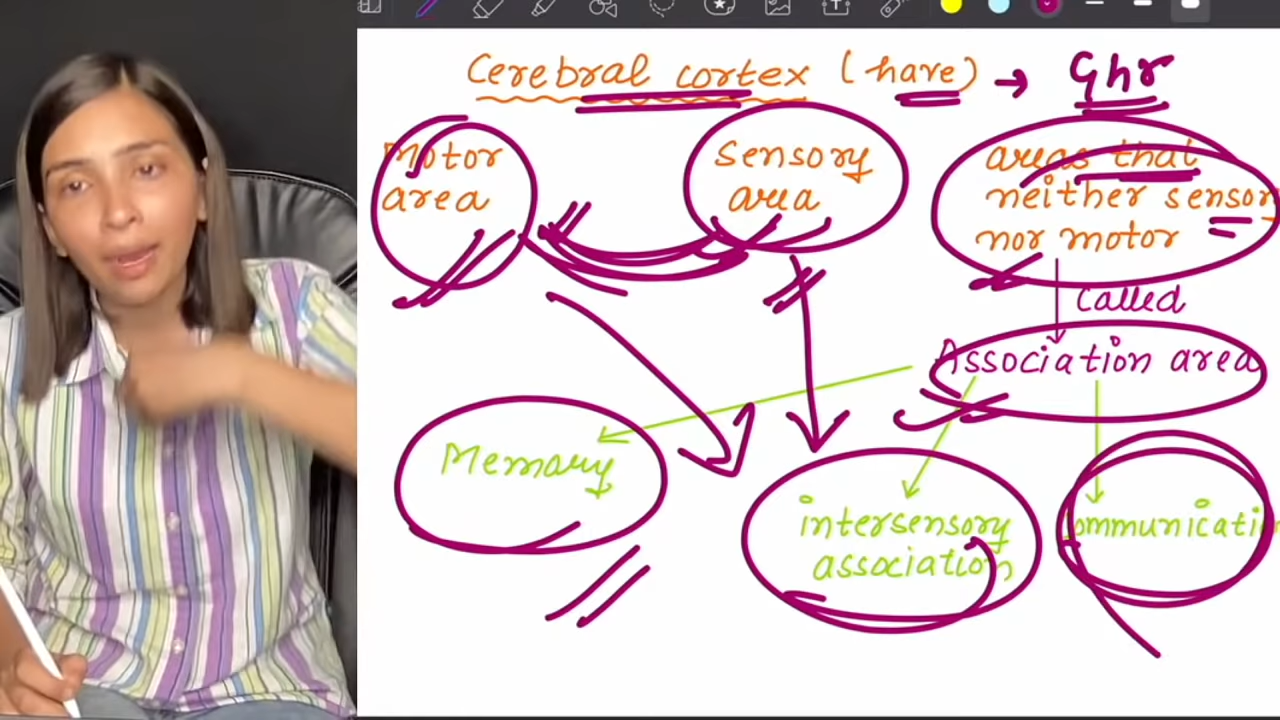 Cerebral cortex (have) → Ghr
Motor
area
Sensory
area
areas that
neither sensory
nor motor
called
Association area
Memory
intersensory
association
communicati